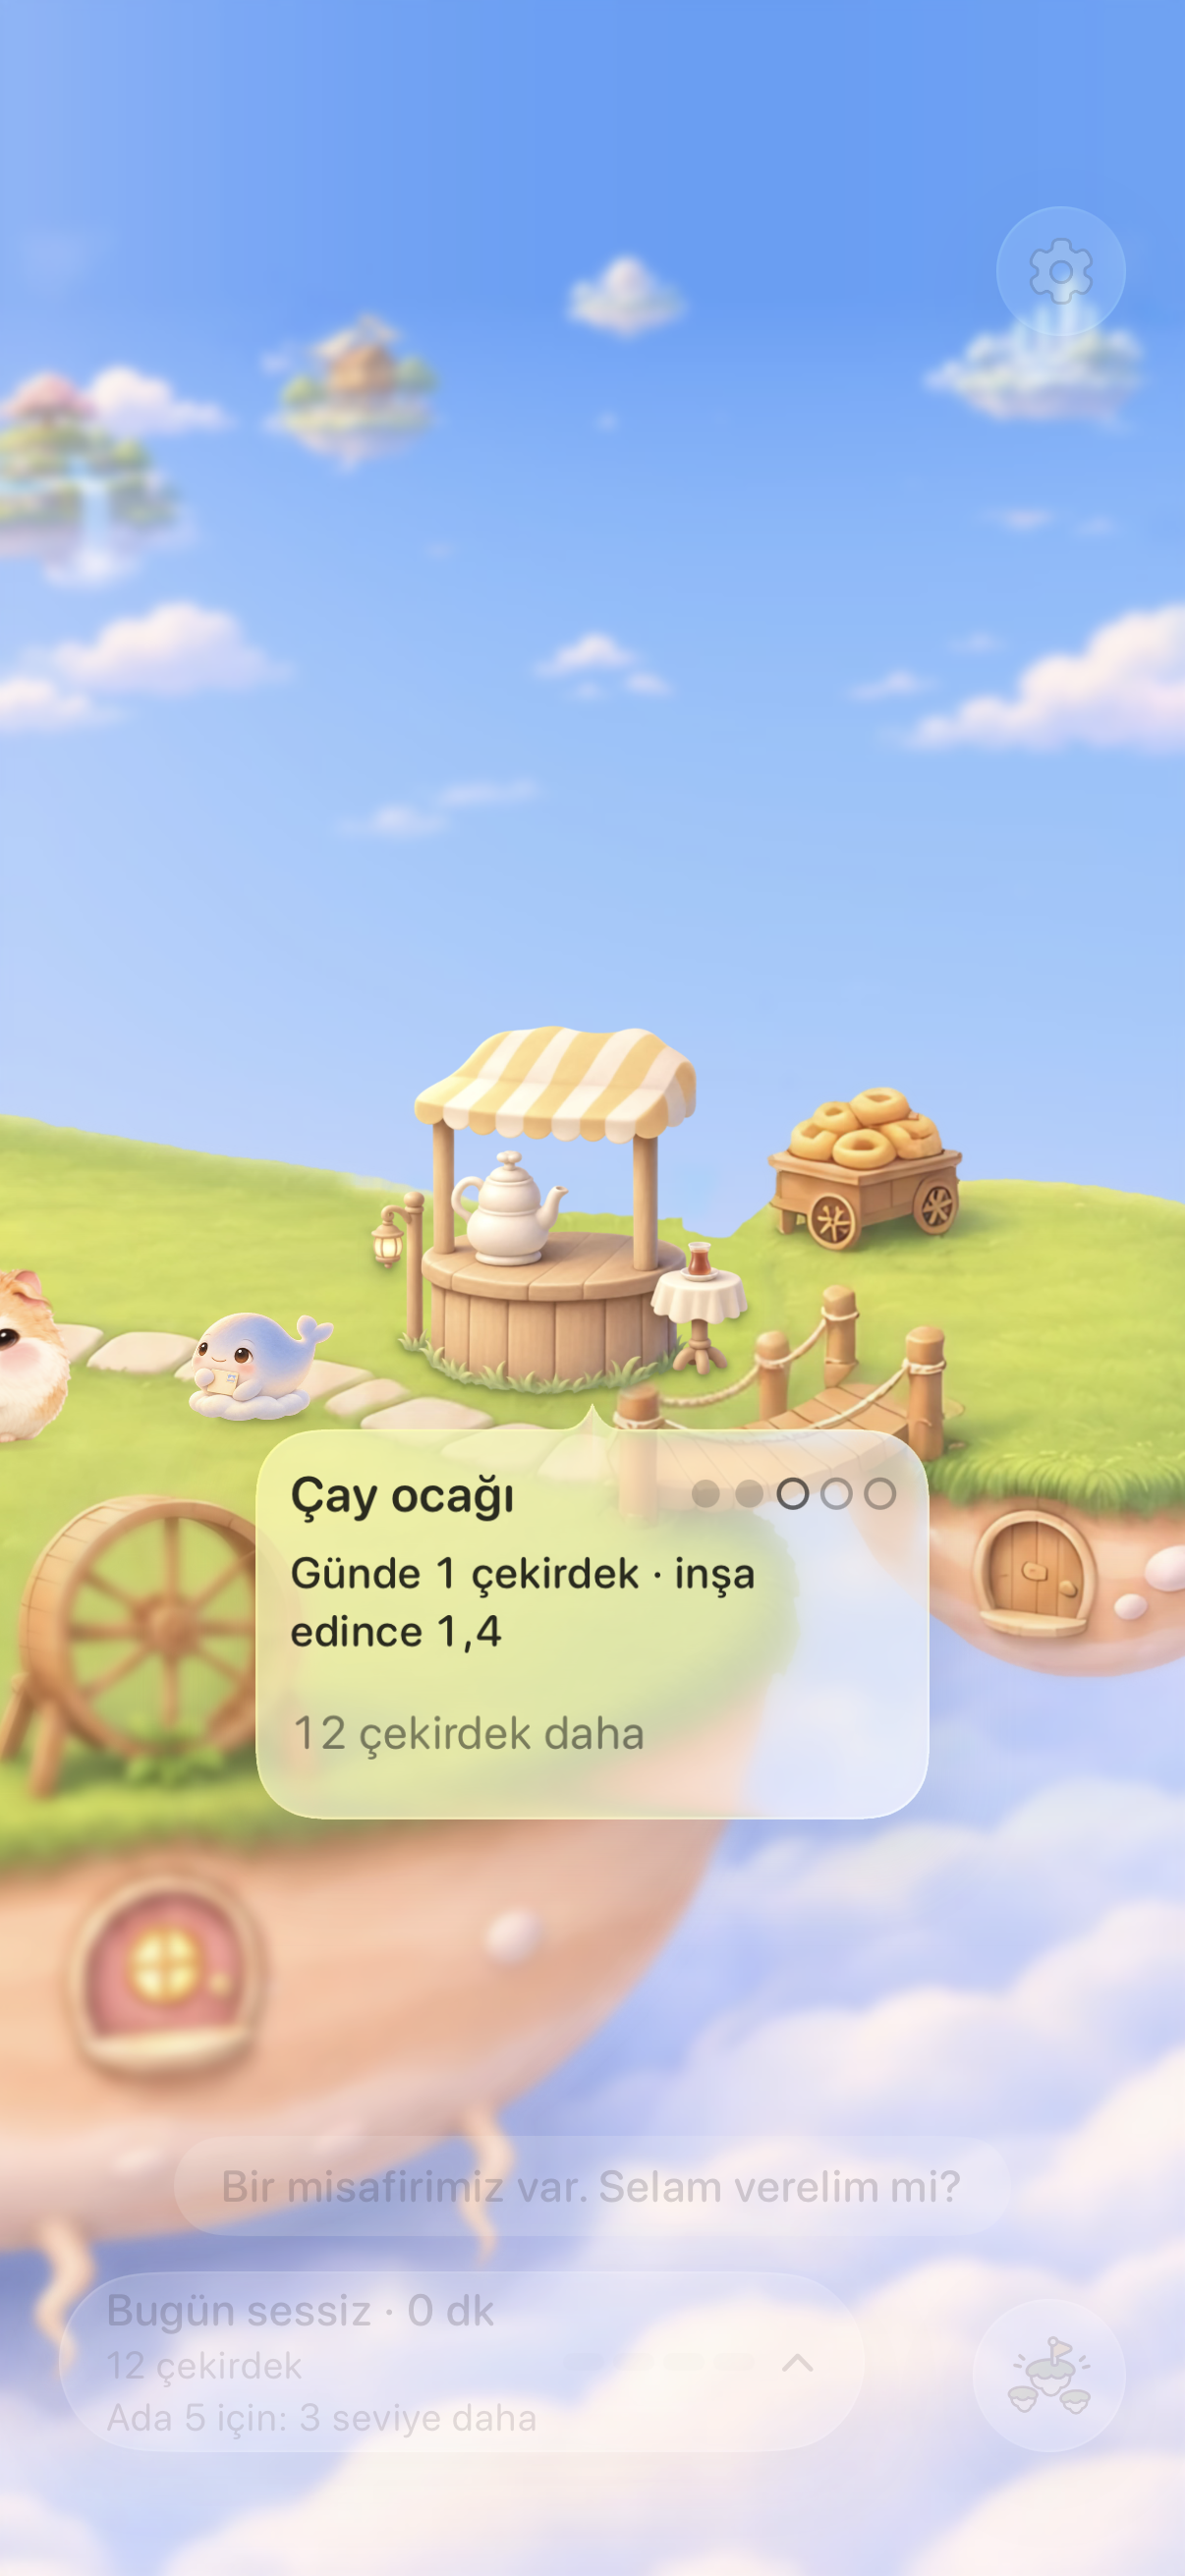 Çay ocağı
Günde 1 çekirdek · inşa
edince 1,4
12 çekirdek daha
Bir misafirimiz var. Selam verelim mi?
Bugün sessiz · 0 dk
12 çekirdek
Ada 5 için: 3 seviye daha